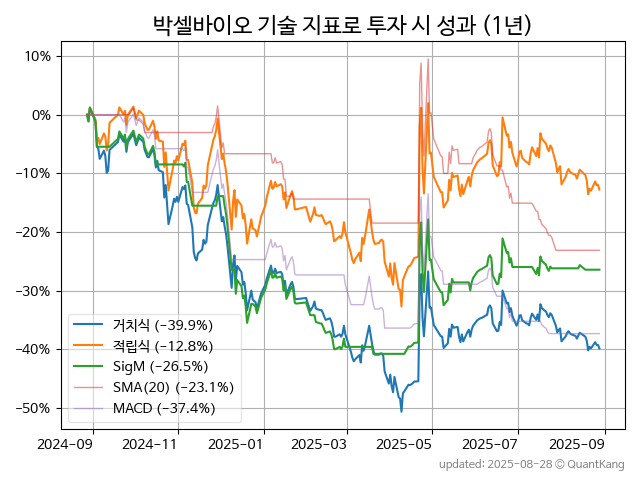 박셀바이오 기술 지표로 투자 시 성과 (1년)
10%
0%
−10%
−20%
−30%
−40%
−50%
거치식 (−39.9%)
적립식 (−12.8%)
SigM (−26.5%)
SMA(20) (−23.1%)
MACD (−37.4%)
2024-09
2024-11
2025-01
2025-03
2025-05
2025-07
2025-09
updated: 2025-08-28 © QuantKang